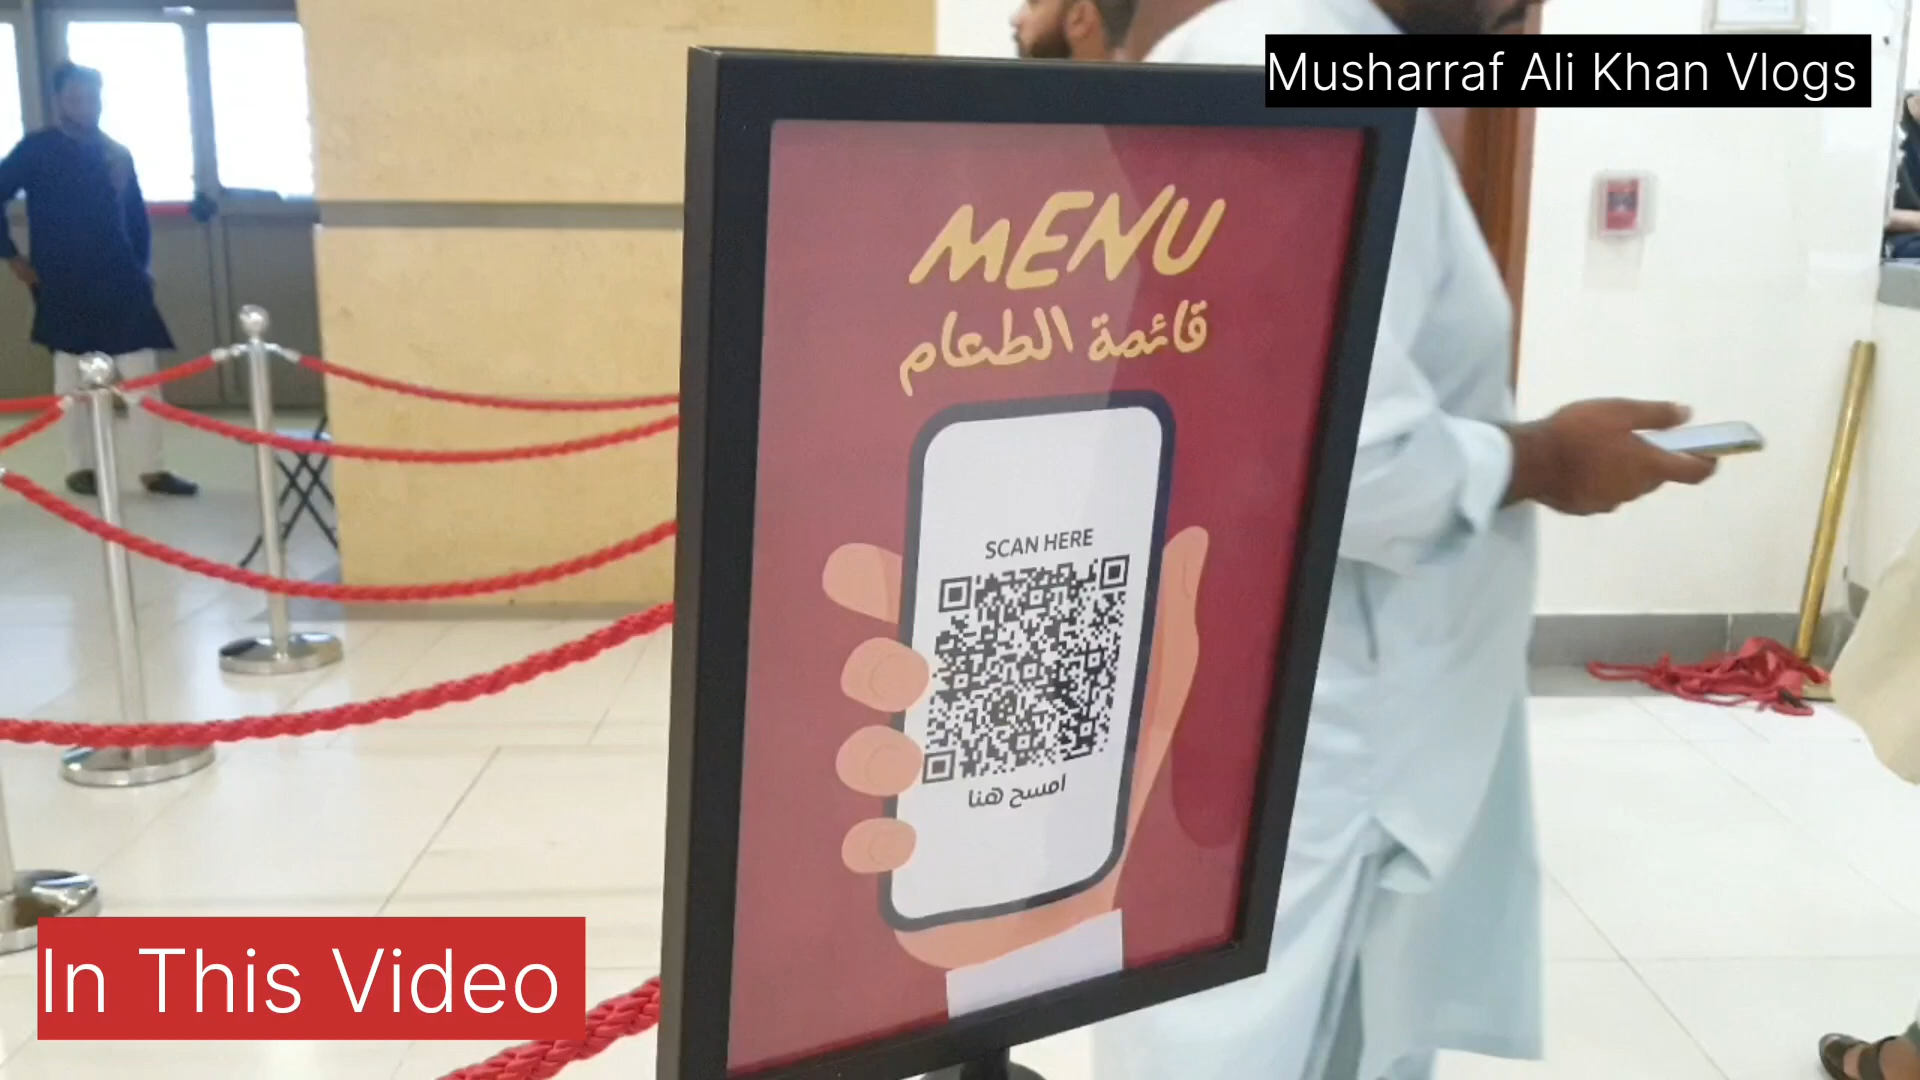 Musharraf Ali Khan Vlogs
MENU
قائمة الطعام
SCAN HERE
امسح هنا
In This Video